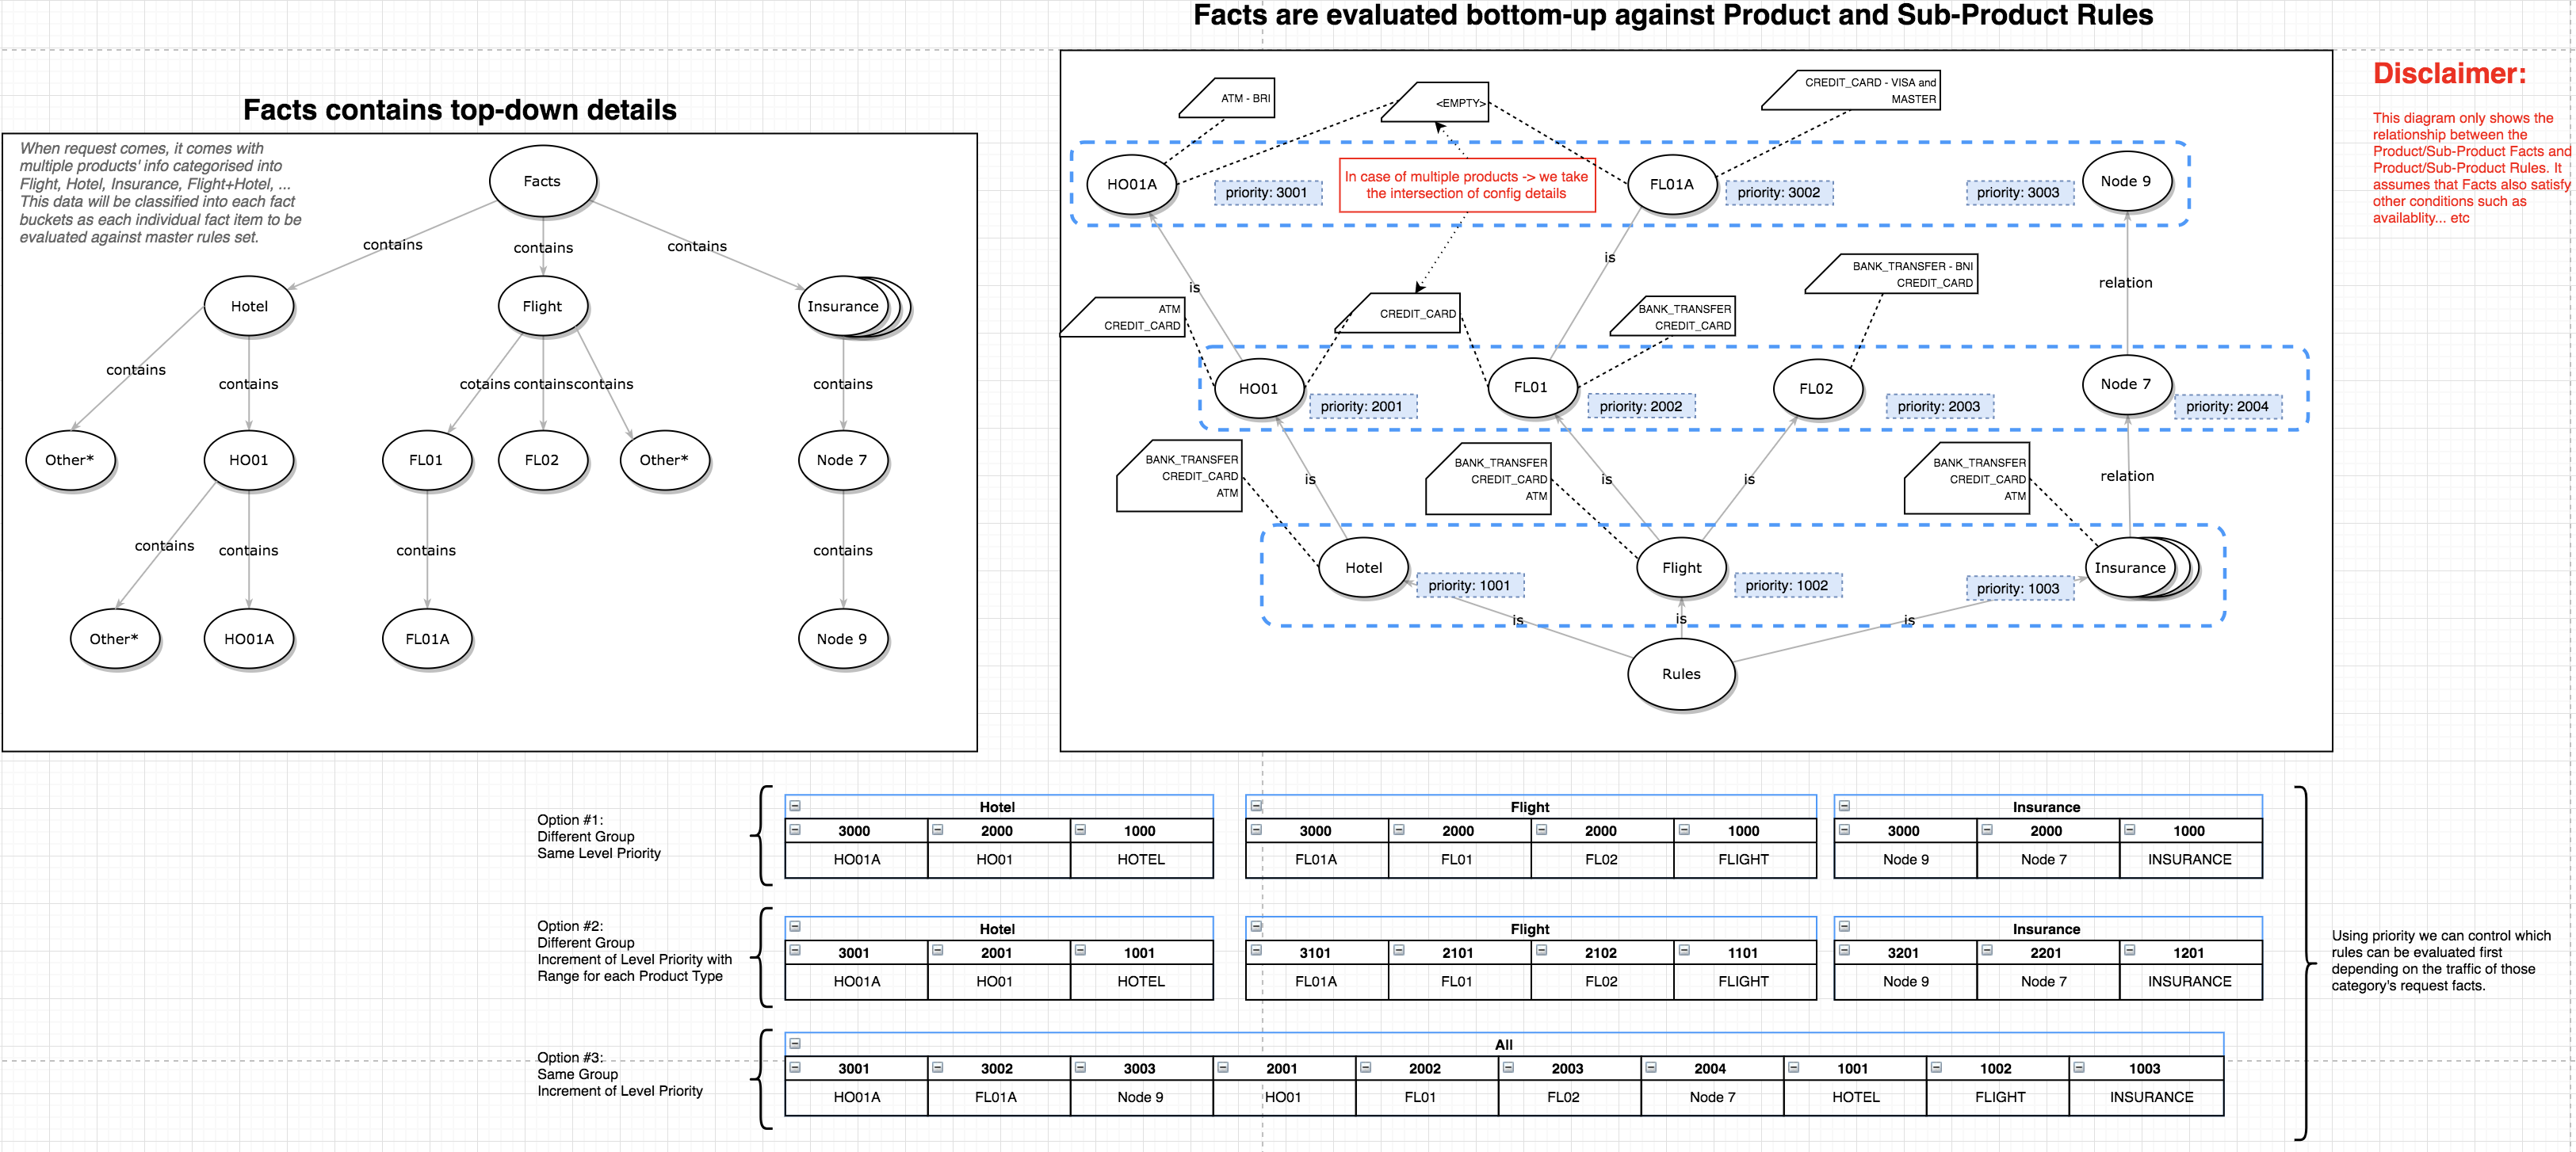 Facts are evaluated bottom-up against Product and Sub-Product Rules
Facts contains top-down details
When request comes, it comes with
multiple products' info categorised into
Flight, Hotel, Insurance, Flight+Hotel, ...
This data will be classified into each fact
buckets as each individual fact item to be
evaluated against master rules set.
Facts
contains
contains
contains
Hotel
Flight
Insurance
contains
contains
cotains
contains
contains
contains
Other*
HO01
FL01
FL02
Other*
Node 7
contains
contains
contains
contains
Other*
HO01A
FL01A
Node 9
ATM - BRI
<EMPTY>
CREDIT_CARD - VISA and
MASTER
HO01A
priority: 3001
In case of multiple products -> we take
the intersection of config details
FL01A
priority: 3002
priority: 3003
Node 9
is
is
relation
ATM
CREDIT_CARD
CREDIT_CARD
BANK_TRANSFER
CREDIT_CARD
BANK_TRANSFER - BNI
CREDIT_CARD
HO01
priority: 2001
FL01
priority: 2002
FL02
priority: 2003
Node 7
priority: 2004
BANK_TRANSFER
CREDIT_CARD
ATM
is
BANK_TRANSFER
CREDIT_CARD
ATM
is
is
BANK_TRANSFER
CREDIT_CARD
ATM
relation
Hotel
priority: 1001
Flight
priority: 1002
priority: 1003
Insurance
is
is
is
Rules
Disclaimer:
This diagram only shows the
relationship between the
Product/Sub-Product Facts and
Product/Sub-Product Rules. It
assumes that Facts also satisfy
other conditions such as
availablity... etc
Option #1:
Different Group
Same Level Priority
Hotel
3000 2000 1000
HO01A HO01 HOTEL
Flight
3000 2000 2000 1000
FL01A FL01 FL02 FLIGHT
Insurance
3000 2000 1000
Node 9 Node 7 INSURANCE
Option #2:
Different Group
Increment of Level Priority with
Range for each Product Type
Hotel
3001 2001 1001
HO01A HO01 HOTEL
Flight
3101 2101 2102 1101
FL01A FL01 FL02 FLIGHT
Insurance
3201 2201 1201
Node 9 Node 7 INSURANCE
Option #3:
Same Group
Increment of Level Priority
All
3001 3002 3003 2001 2002 2003 2004 1001 1002 1003
HO01A FL01A Node 9 HO01 FL01 FL02 Node 7 HOTEL FLIGHT INSURANCE
Using priority we can control which
rules can be evaluated first
depending on the traffic of those
category's request facts.